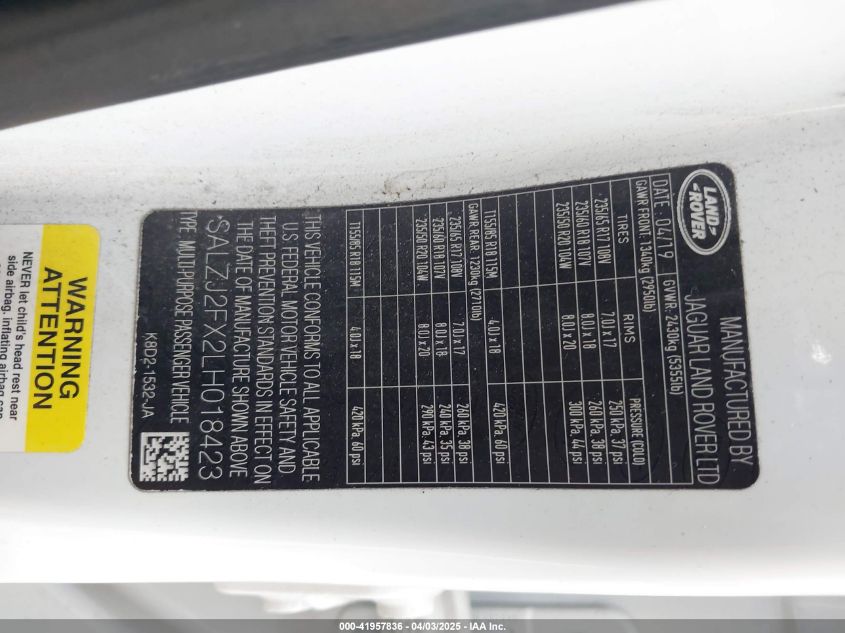 LAND
ROVER
MANUFACTURED BY:
JAGUAR LAND ROVER LTD
DATE: 04/19 GVWR: 2430kg (5355lb)
GAWR FRONT: 1340kg (2950lb)
TIRES RIMS PRESSURE (COLD)
*235/65 R17 108V 7.0J x 17 250 kPa, 37 psi
*235/60 R18 107V 8.0J x 18 260 kPa, 38 psi
*235/50 R20 104W 8.0J x 20 300 kPa, 44 psi
T155/85 R18 115M 4.0J x 18 420 kPa, 60 psi
GAWR REAR: 1230kg (2710lb)
*235/65 R17 108V 7.0J x 17 260 kPa, 38 psi
*235/60 R18 107V 8.0J x 18 240 kPa, 35 psi
*235/50 R20 104W 8.0J x 20 290 kPa, 43 psi
T155/85 R18 115M 4.0J x 18 420 kPa, 60 psi
THIS VEHICLE CONFORMS TO ALL APPLICABLE
U.S. FEDERAL MOTOR VEHICLE SAFETY AND
THEFT PREVENTION STANDARDS IN EFFECT ON
THE DATE OF MANUFACTURE SHOWN ABOVE
*SALZJ2FX2LH018423
TYPE: MULTI PURPOSE PASSENGER VEHICLE
K8D2-1532-JA
WARNING
ATTENTION
NEVER let child's head rest near
side airbag, inflating airbag can
000-41957836 - 04/03/2025 - IAA Inc.